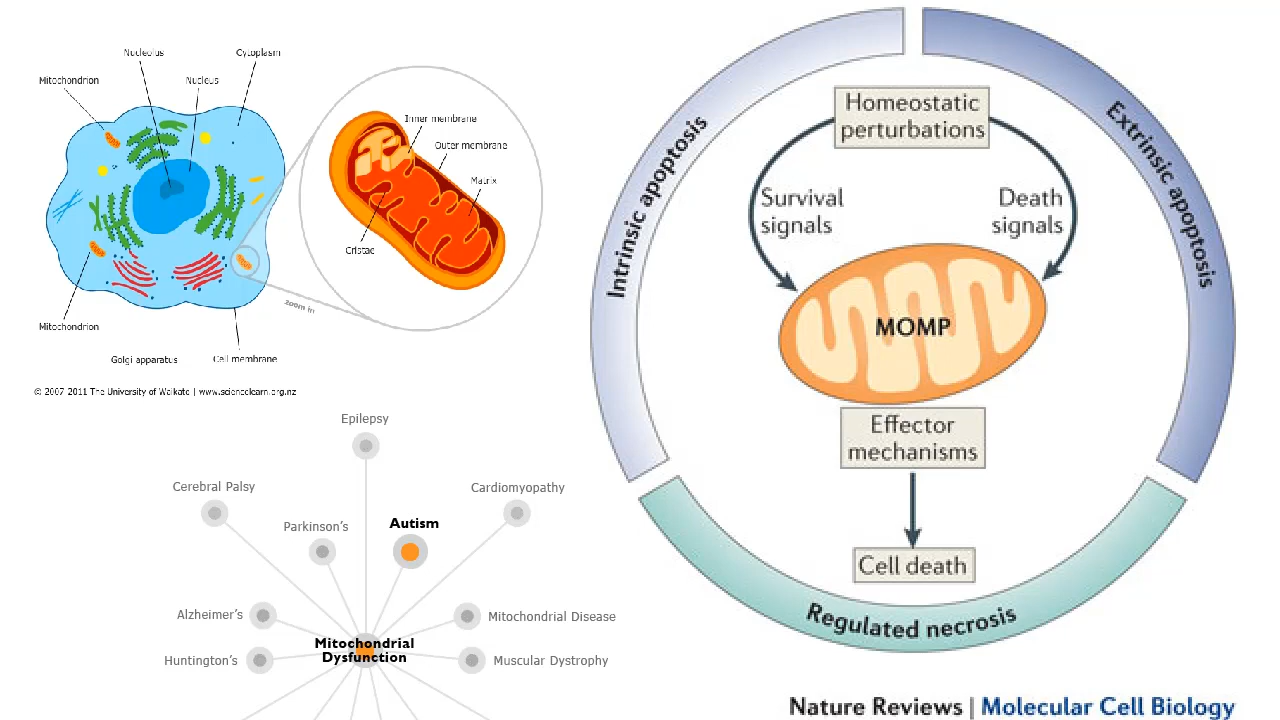 Nucleolus
Cytoplasm
Mitochondrion
Nucleus
Inner membrane
Outer membrane
Matrix
Cristae
zoom in
Mitochondrion
Golgi apparatus
Cell membrane
© 2007-2011 The University of Waikato | www.sciencelearn.org.nz
Epilepsy
Cerebral Palsy
Cardiomyopathy
Parkinson's
Autism
Alzheimer's
Mitochondrial Disease
Mitochondrial
Dysfunction
Huntington's
Muscular Dystrophy
Intrinsic apoptosis
Extrinsic apoptosis
Homeostatic
perturbations
Survival
signals
Death
signals
MOMP
Effector
mechanisms
Cell death
Regulated necrosis
Nature Reviews | Molecular Cell Biology